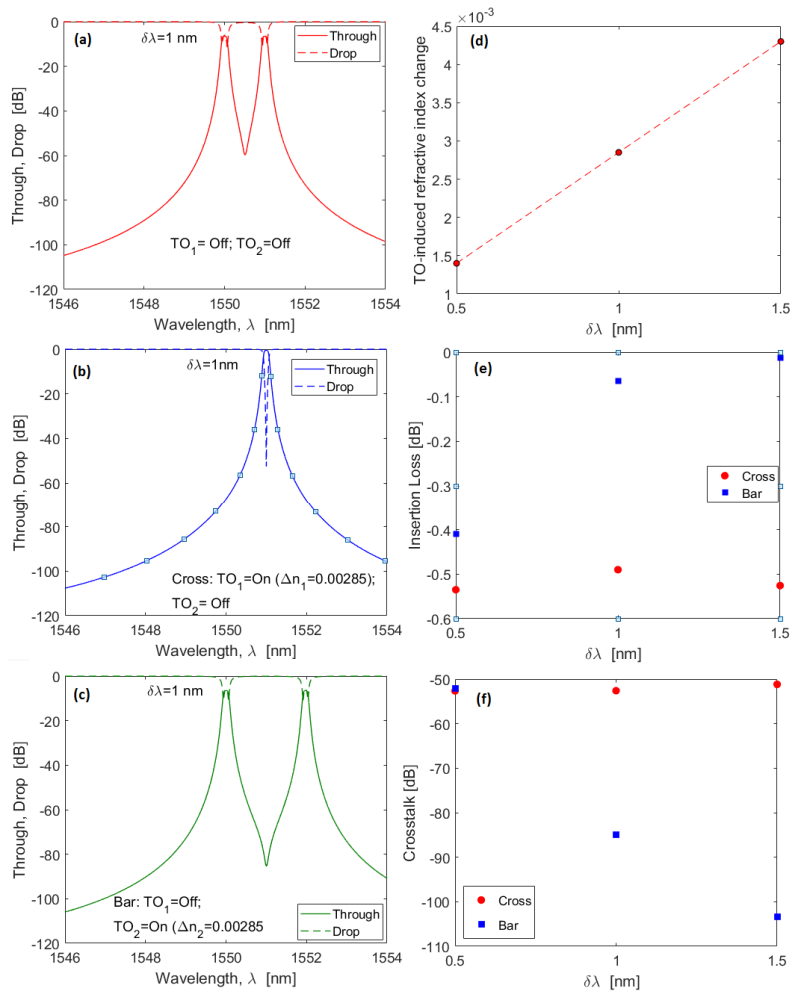 (a)
δλ=1 nm
Through
Drop
0
-20
-40
-60
-80
-100
-120
Through, Drop [dB]
TO1= Off; TO2=Off
1546
1548
1550
1552
1554
Wavelength, λ [nm]
(d)
×10-3
4.5
4
3.5
3
2.5
2
1.5
1
TO-induced refractive index change
0.5
1
1.5
δλ [nm]
(b)
δλ=1nm
Through
Drop
0
-20
-40
-60
-80
-100
-120
Through, Drop [dB]
Cross: TO1=On (Δn1=0.00285);
TO2= Off
1546
1548
1550
1552
1554
Wavelength, λ [nm]
(e)
0
-0.1
-0.2
-0.3
-0.4
-0.5
-0.6
Insertion Loss [dB]
Cross
Bar
0.5
1
1.5
δλ [nm]
(c)
δλ=1 nm
0
-20
-40
-60
-80
-100
-120
Through, Drop [dB]
Bar: TO1=Off;
TO2=On (Δn2=0.00285
Through
Drop
1546
1548
1550
1552
1554
Wavelength, λ [nm]
(f)
-50
-60
-70
-80
-90
-100
-110
Crosstalk [dB]
Cross
Bar
0.5
1
1.5
δλ [nm]